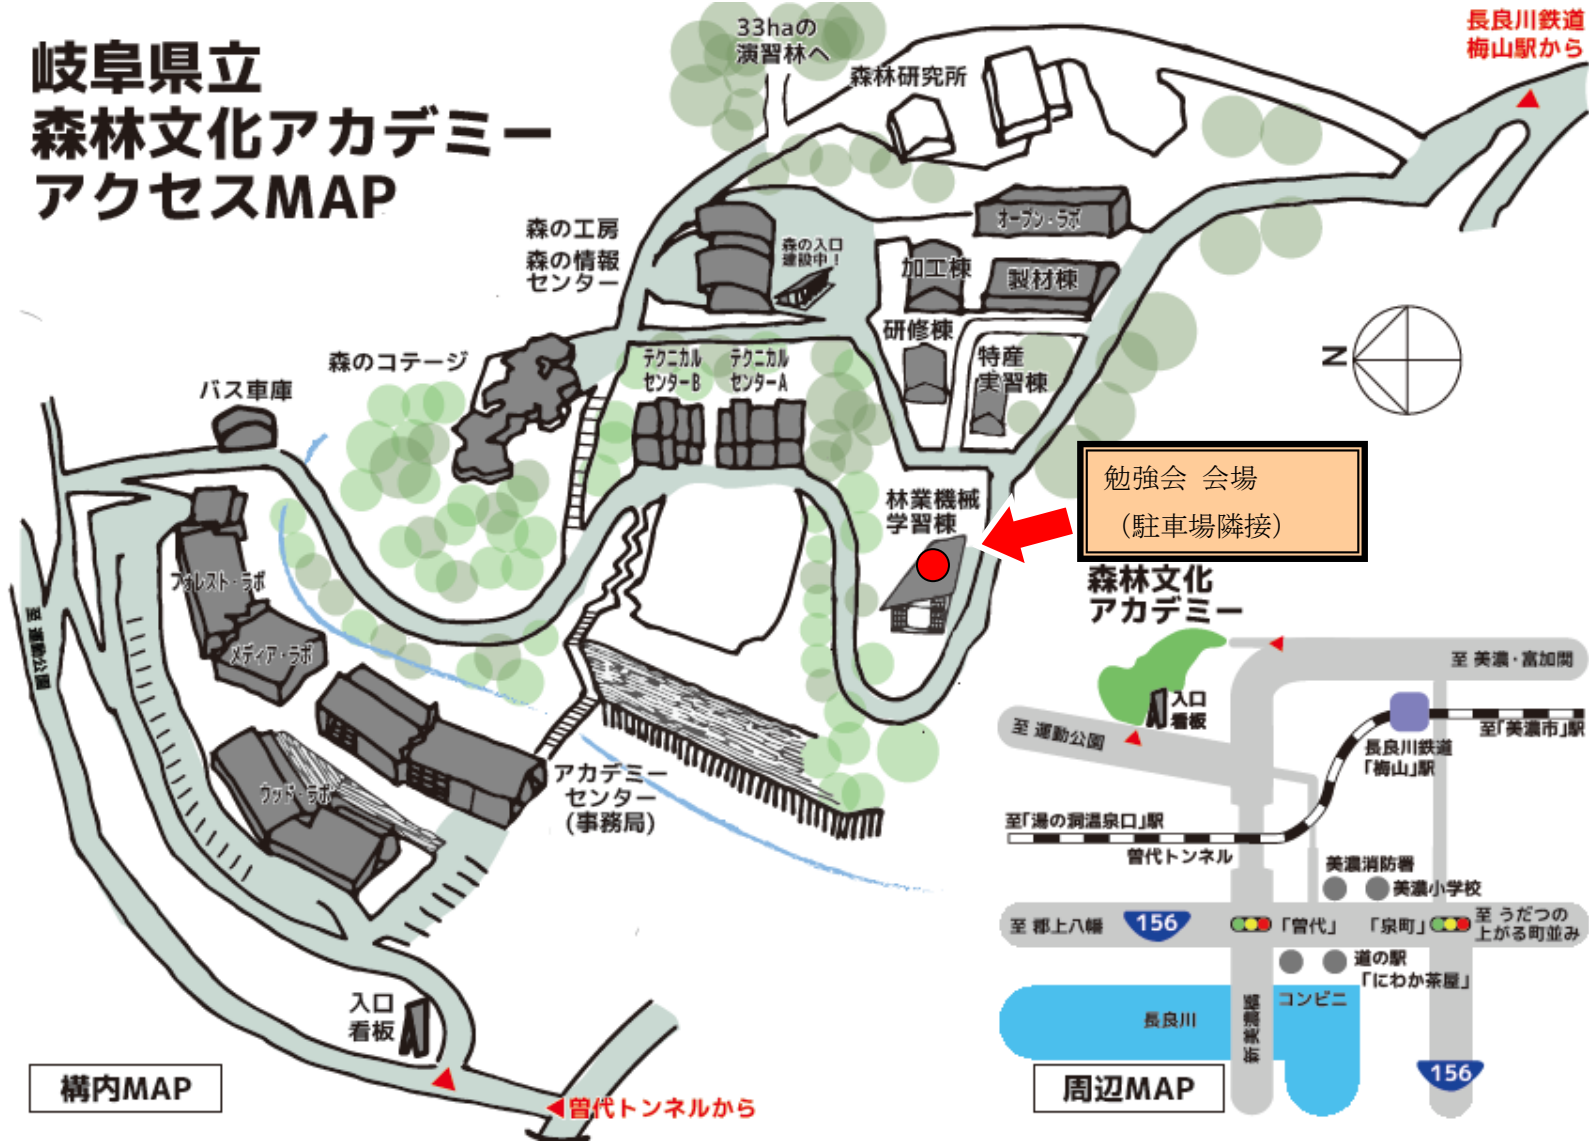 岐阜県立
森林文化アカデミー
アクセスMAP
33haの
演習林へ
森林研究所
長良川鉄道
梅山駅から
森の工房
森の情報
センター
森の入口
建設中！
オープン・ラボ
加工棟
製材棟
研修棟
特産
実習棟
N
森のコテージ
テクニカル
センターB
テクニカル
センターA
バス車庫
林業機械
学習棟
勉強会 会場
（駐車場隣接）
フォレスト・ラボ
メディア・ラボ
ウッド・ラボ
アカデミー
センター
(事務局)
入口
看板
構内MAP
曽代トンネルから
森林文化
アカデミー
至 美濃・富加関
入口
看板
至 運動公園
至「美濃市」駅
長良川鉄道
「梅山」駅
至「湯の洞温泉口」駅
曽代トンネル
美濃消防署
美濃小学校
至 郡上八幡
156
「曽代」
「泉町」
至 うだつの
上がる町並み
道の駅
「にわか茶屋」
コンビニ
長良川
新美濃橋
156
周辺MAP